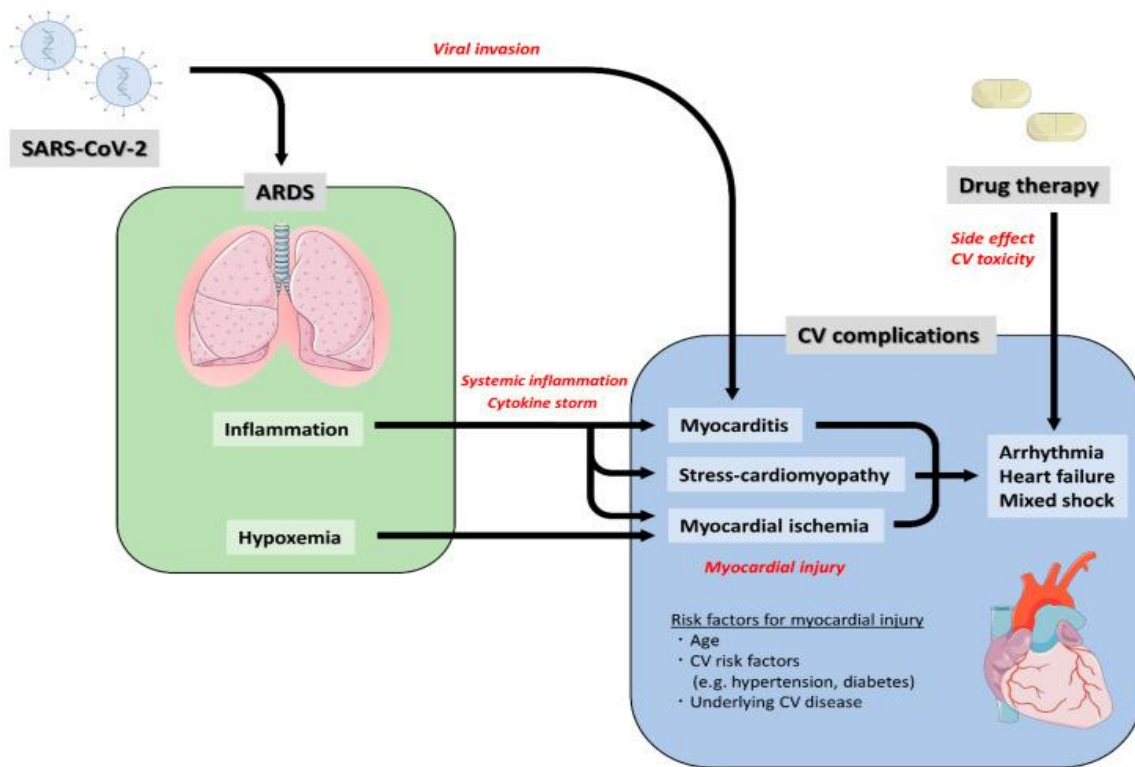 Viral invasion
SARS-CoV-2
ARDS
Drug therapy
Side effect
CV toxicity
CV complications
Systemic inflammation
Cytokine storm
Inflammation
Myocarditis
Stress-cardiomyopathy
Arrhythmia
Heart failure
Mixed shock
Hypoxemia
Myocardial ischemia
Myocardial injury
Risk factors for myocardial injury
・Age
・CV risk factors
(e.g. hypertension, diabetes)
・Underlying CV disease